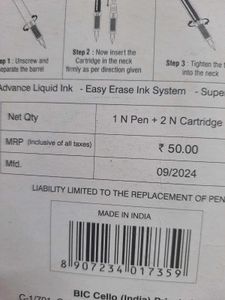 Step 1 : Unscrew and
separate the barrel
Step 2 : Now insert the
Cartridge in the neck
firmly as per direction given
Step 3 : Tighten the
into the neck
Advance Liquid Ink - Easy Erase Ink System - Super
Net Qty 1 N Pen + 2 N Cartridge
MRP (Inclusive of all taxes) ₹ 50.00
Mfd. 09/2024
LIABILITY LIMITED TO THE REPLACEMENT OF PEN
MADE IN INDIA
8 907234 017359
BIC Cello (India)